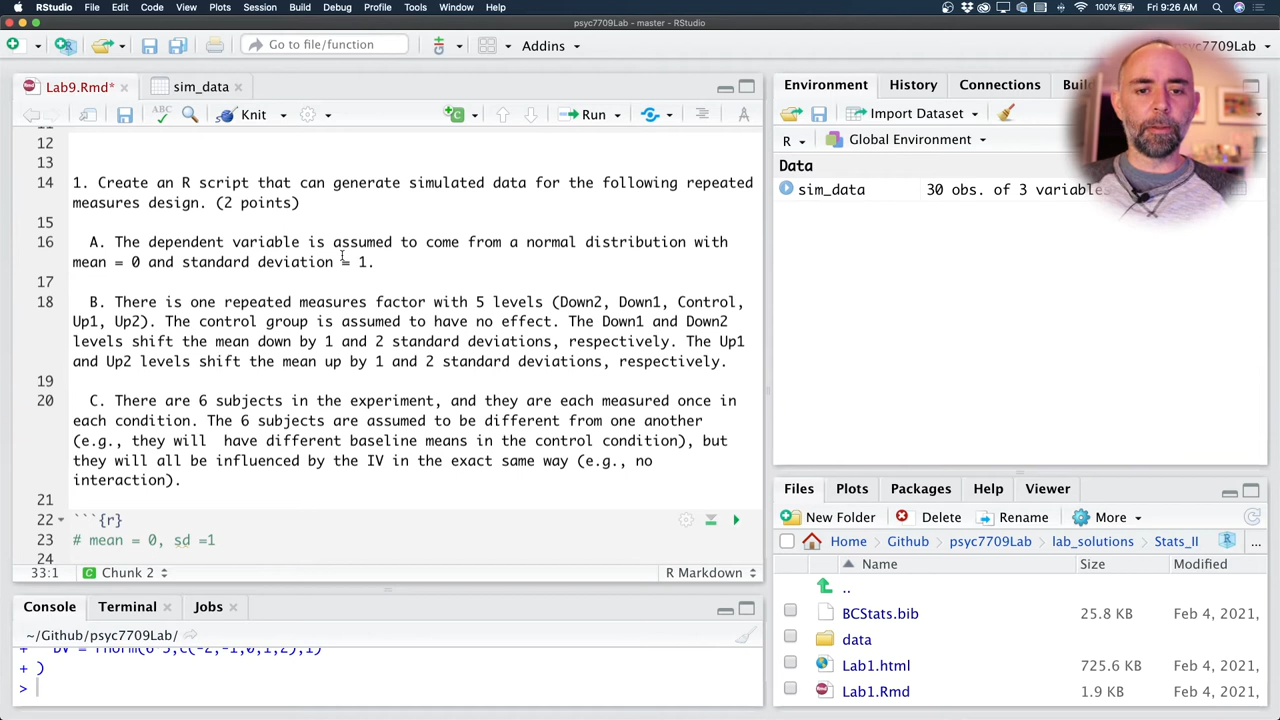 RStudio File Edit Code View Plots Session Build Debug Profile Tools Window Help 100% Fri 9:26 AM
psyc7709Lab - master - RStudio
Go to file/function Addins psyc7709Lab
Lab9.Rmd* sim_data
ABC Knit Run
12
13
14 1. Create an R script that can generate simulated data for the following repeated
measures design. (2 points)
15
16 A. The dependent variable is assumed to come from a normal distribution with
mean = 0 and standard deviation = 1.
17
18 B. There is one repeated measures factor with 5 levels (Down2, Down1, Control,
Up1, Up2). The control group is assumed to have no effect. The Down1 and Down2
levels shift the mean down by 1 and 2 standard deviations, respectively. The Up1
and Up2 levels shift the mean up by 1 and 2 standard deviations, respectively.
19
20 C. There are 6 subjects in the experiment, and they are each measured once in
each condition. The 6 subjects are assumed to be different from one another
(e.g., they will  have different baseline means in the control condition), but
they will all be influenced by the IV in the exact same way (e.g., no
interaction).
21
22 ```{r}
23 # mean = 0, sd =1
24
33:1 Chunk 2 R Markdown
Console Terminal Jobs
~/Github/psyc7709Lab/
+ )
>
Environment History Connections
Import Dataset
R Global Environment
Data
sim_data 30 obs. of 3 variables
Files Plots Packages Help Viewer
New Folder Delete Rename More
Home Github psyc7709Lab lab_solutions Stats_II ...
Name Size Modified
..
BCStats.bib 25.8 KB Feb 4, 2021,
data
Lab1.html 725.6 KB Feb 4, 2021,
Lab1.Rmd 1.9 KB Feb 4, 2021,